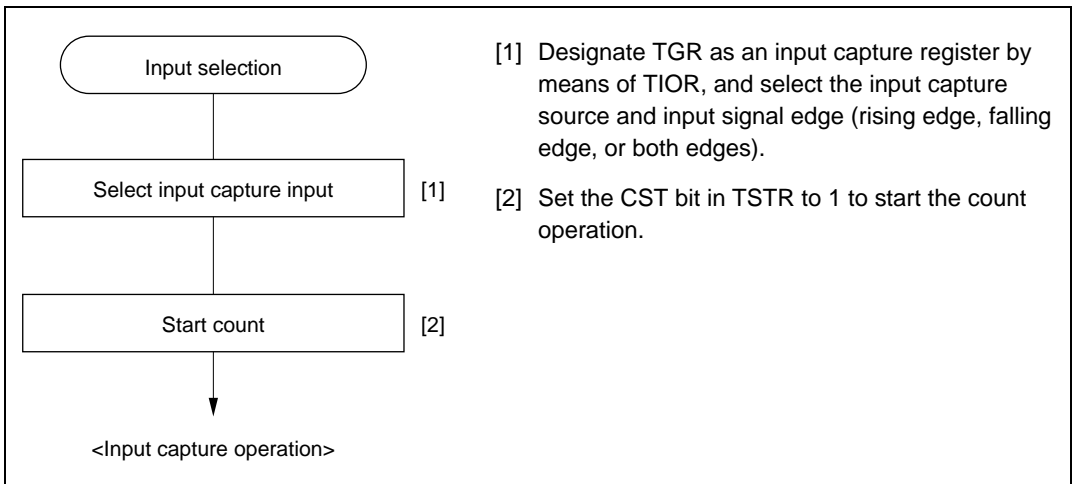 Input selection
Select input capture input
[1]
Start count
[2]
<Input capture operation>
[1] Designate TGR as an input capture register by
means of TIOR, and select the input capture
source and input signal edge (rising edge, falling
edge, or both edges).
[2] Set the CST bit in TSTR to 1 to start the count
operation.